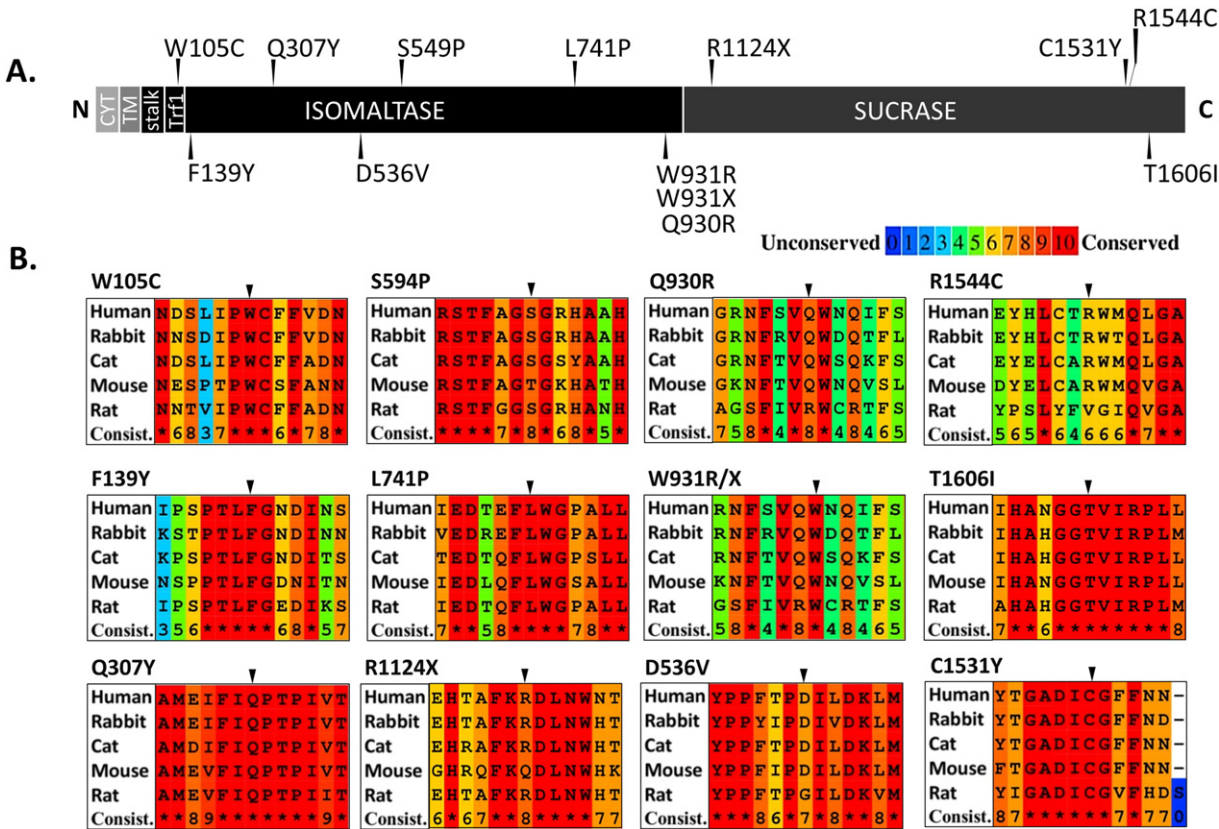 A.
W105C Q307Y S549P L741P R1124X C1531Y R1544C
N CYT TM stalk Trf1 ISOMALTASE SUCRASE C
F139Y D536V W931R T1606I
W931X
Q930R
Unconserved 0 1 2 3 4 5 6 7 8 9 10 Conserved
B.
W105C
Human NDSLIPWCFFVDN
Rabbit NNSDIPWCFFVDN
Cat NDSLIPWCFFADN
Mouse NESPTPWCSFANN
Rat NNTVIPWCFFADN
Consist. *6837****6*78*
S594P
Human RSTFAGSGRHAAH
Rabbit RSTFAGSGRHAAH
Cat RSTFAGSGSYAAH
Mouse RSTFAGTGKHATH
Rat RSTFGGSGRHANH
Consist. ****7*8*68*5*
Q930R
Human GRNFSVQWNQIFS
Rabbit GRNFRVQWDQTFL
Cat GRNFTVQWSQKFS
Mouse GKNFTVQWNQVSL
Rat AGSFIVRWCRTFS
Consist. 758*4*8*48465
R1544C
Human EYHLCTRWMQLGA
Rabbit EYHLCTRWTQLGA
Cat EYELCARWMQLGA
Mouse DYELCARWMQVGA
Rat YPSLYFVGIQVGA
Consist. 565*64666*7**
F139Y
Human IPSPTLFGNDINS
Rabbit KSTPTLFGNDINN
Cat KPSPTLFGNDITS
Mouse NSPPTLFGDNITN
Rat IPSPTLFGEDIKS
Consist. 356*****68*57
L741P
Human IEDTEFLWGPALL
Rabbit VEDREFLWGPALL
Cat TEDTQFLWGPSLL
Mouse IEDLQFLWGSALL
Rat IEDTQFLWGPALL
Consist. 7**58****78**
W931R/X
Human RNFSVQWNQIFS
Rabbit RNFRVQWDQTFL
Cat RNFTVQWSQKFS
Mouse KNFTVQWNQVSL
Rat GSFIVRWCRTFS
Consist. 58*4*8*48465
T1606I
Human IHANGGTVIRPLL
Rabbit IHAHGGTVIRPLM
Cat IHANGGTVIRPLL
Mouse IHANGGTVIRPLL
Rat AHAHGGTVIRPLM
Consist. 7**6********8
Q307Y
Human AMEIFIQPTPIVT
Rabbit AMEIFIQPTPIVT
Cat AMDIFIQPTPIVT
Mouse AMEVFIQPTPIVT
Rat AMEVFIQPTPIIT
Consist. **89*******9*
R1124X
Human EHTAFKRDLNWNT
Rabbit EHTAFKRDLNWHT
Cat EHRAFKRDLNWHT
Mouse GHRQFKQDLNWHK
Rat EHTAFKRDLNWHT
Consist. 6*67**8****77
D536V
Human YPPFTPDILDKLM
Rabbit YPPYIPDIVDKLM
Cat YPPFTPDILDKLM
Mouse YPPFIPDILDKLM
Rat YPPFTPGILDKVM
Consist. ***86*7*8**8*
C1531Y
Human YTGADICGFFNN-
Rabbit YTGADICGFFND-
Cat YTGADICGFFNN-
Mouse FTGADICGFFNN-
Rat YIGADICGVFHDS
Consist. 87******7*770